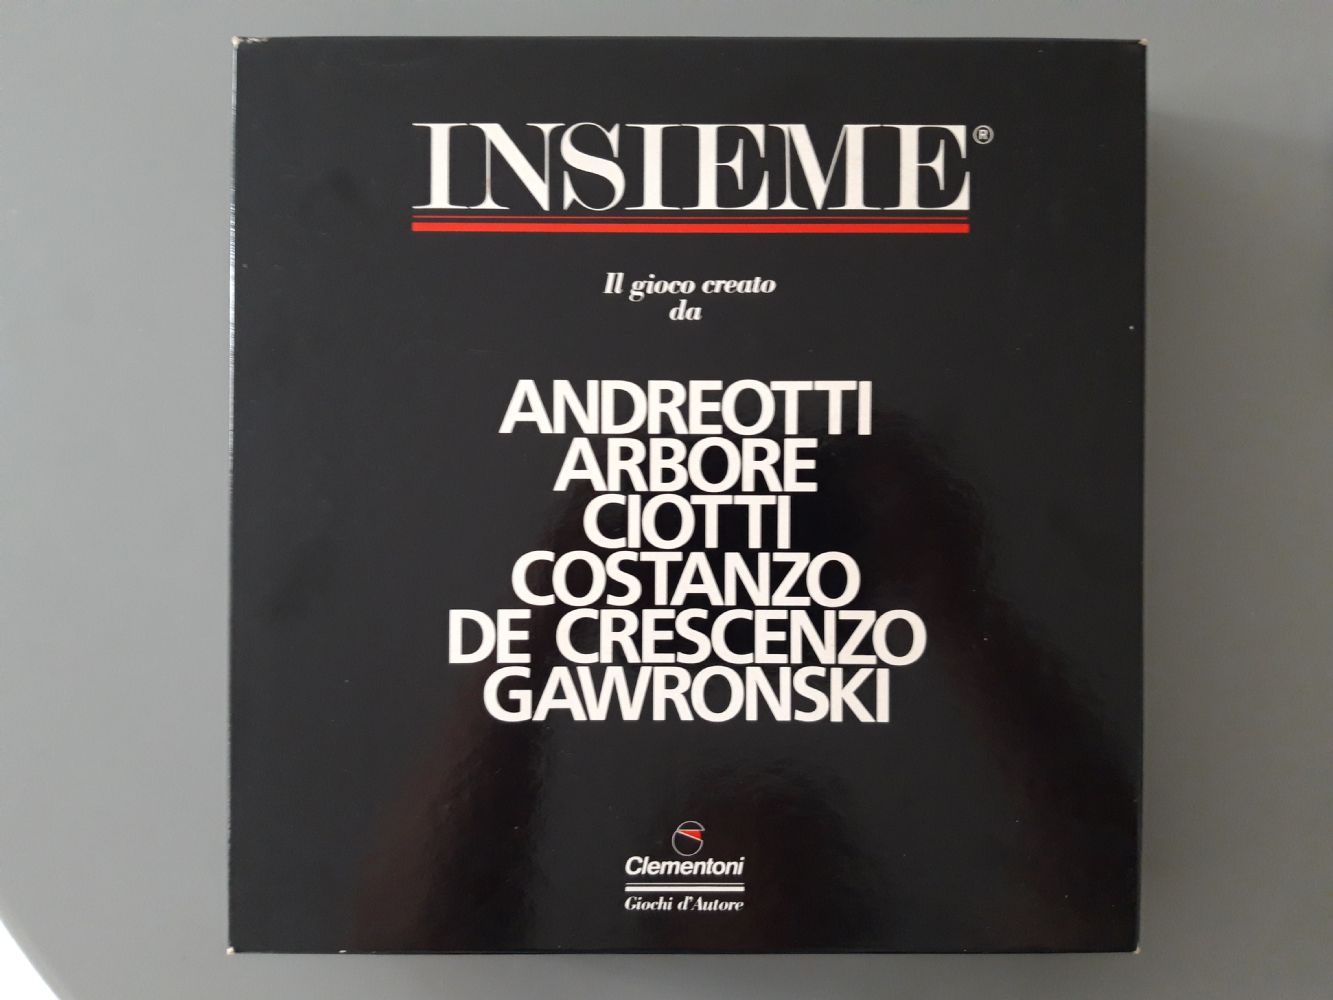 INSIEME®
Il gioco creato
da
ANDREOTTI
ARBORE
CIOTTI
COSTANZO
DE CRESCENZO
GAWRONSKI
Clementoni
Giochi d'Autore